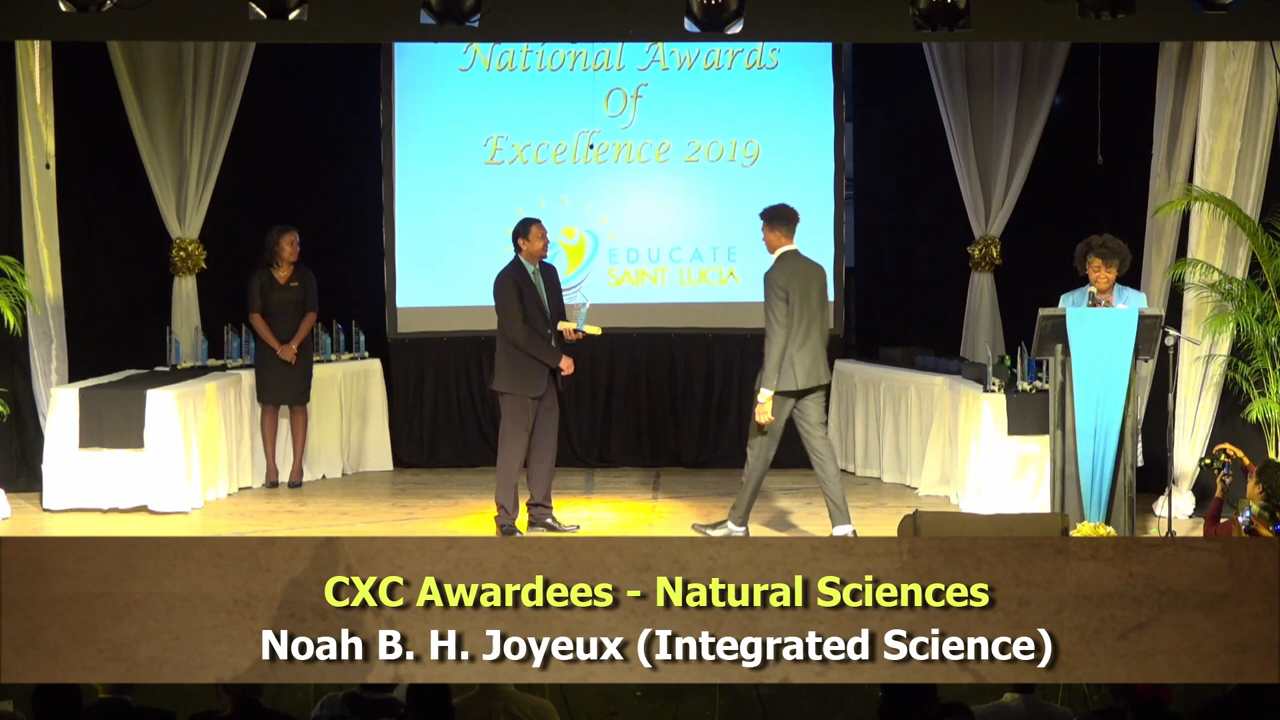 National Awards
Of
Excellence 2019
EDUCATE
SAINT LUCIA
CXC Awardees - Natural Sciences
Noah B. H. Joyeux (Integrated Science)